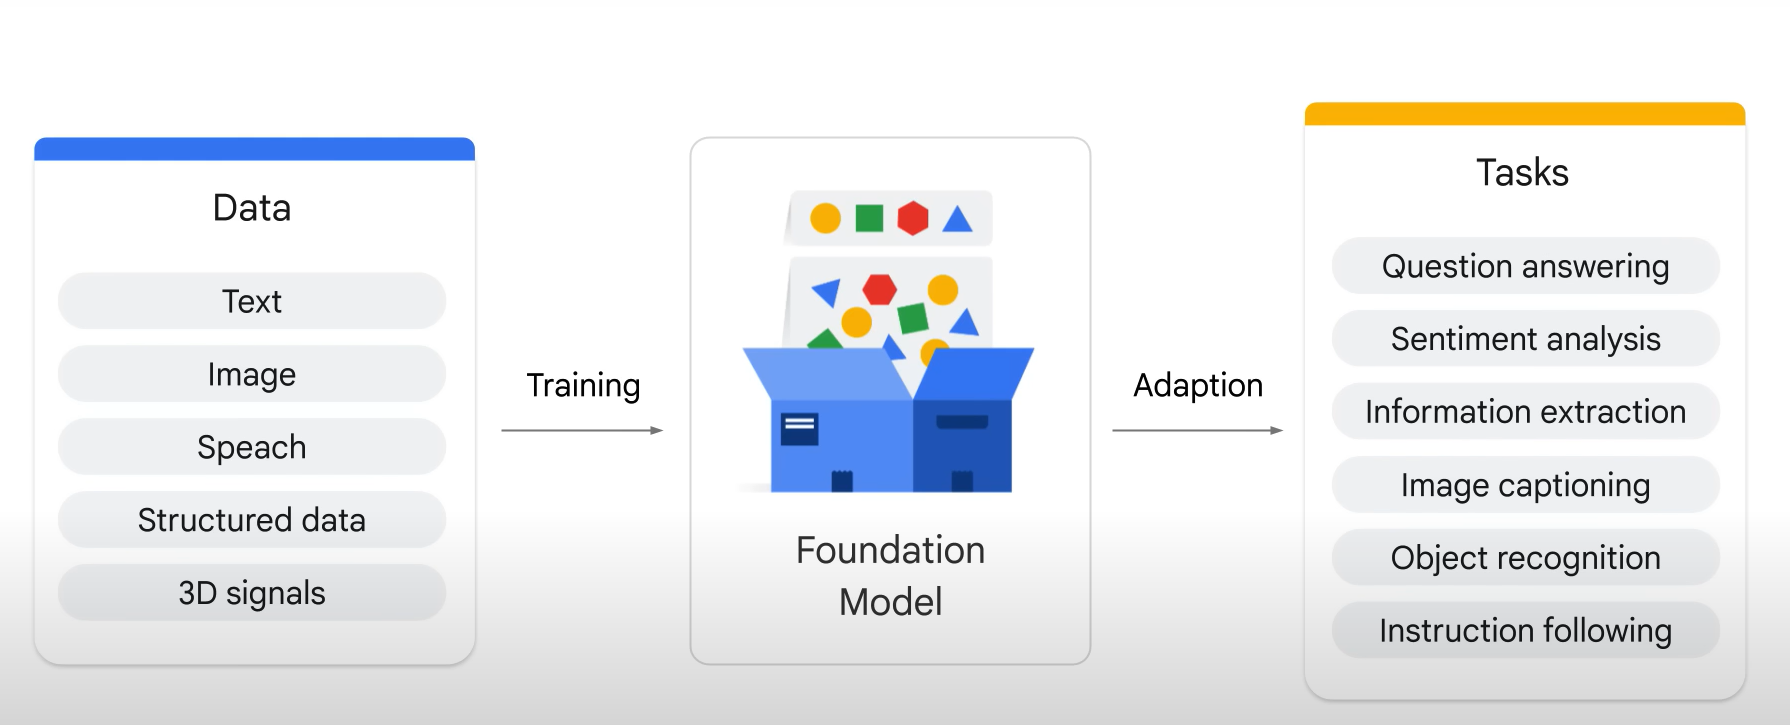 Data
Text
Image
Speach
Structured data
3D signals
Training
Foundation
Model
Adaption
Tasks
Question answering
Sentiment analysis
Information extraction
Image captioning
Object recognition
Instruction following